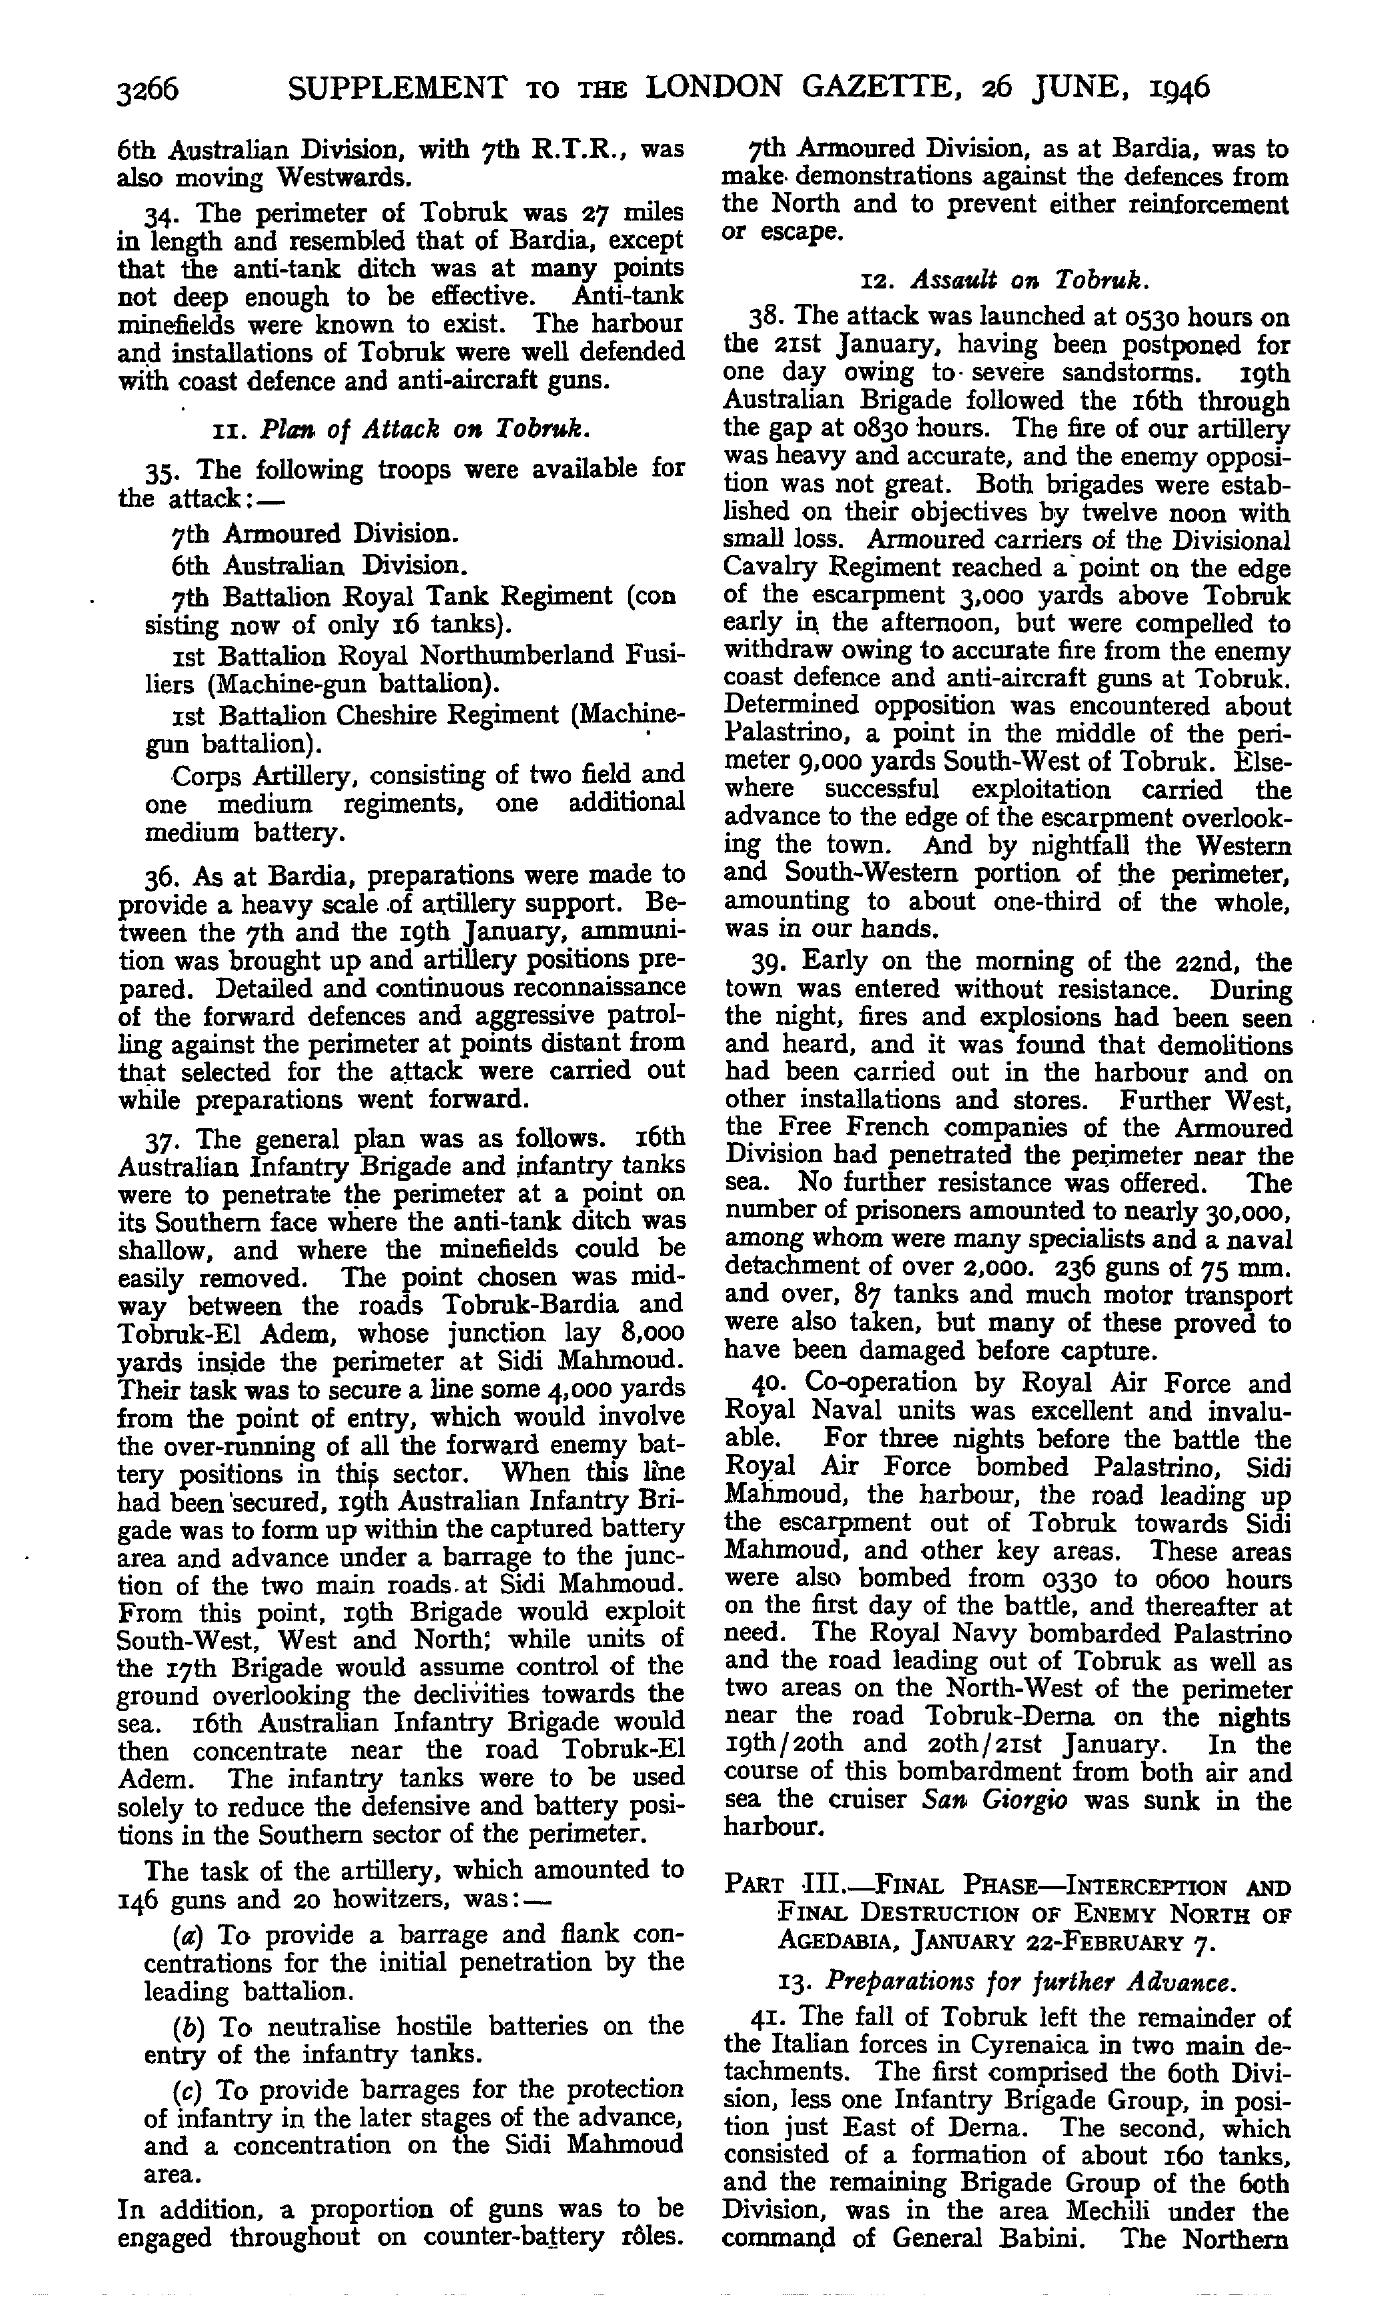 3266 SUPPLEMENT TO THE LONDON GAZETTE, 26 JUNE, 1946
6th Australian Division, with 7th R.T.R., was
also moving Westwards.
34. The perimeter of Tobruk was 27 miles
in length and resembled that of Bardia, except
that the anti-tank ditch was at many points
not deep enough to be effective. Anti-tank
minefields were known to exist. The harbour
and installations of Tobruk were well defended
with coast defence and anti-aircraft guns.
11. Plan of Attack on Tobruk.
35. The following troops were available for
the attack:—
7th Armoured Division.
6th Australian Division.
7th Battalion Royal Tank Regiment (con
sisting now of only 16 tanks).
1st Battalion Royal Northumberland Fusi-
liers (Machine-gun battalion).
1st Battalion Cheshire Regiment (Machine-
gun battalion).
Corps Artillery, consisting of two field and
one medium regiments, one additional
medium battery.
36. As at Bardia, preparations were made to
provide a heavy scale of artillery support. Be-
tween the 7th and the 19th January, ammuni-
tion was brought up and artillery positions pre-
pared. Detailed and continuous reconnaissance
of the forward defences and aggressive patrol-
ling against the perimeter at points distant from
that selected for the attack were carried out
while preparations went forward.
37. The general plan was as follows. 16th
Australian Infantry Brigade and infantry tanks
were to penetrate the perimeter at a point on
its Southern face where the anti-tank ditch was
shallow, and where the minefields could be
easily removed. The point chosen was mid-
way between the roads Tobruk-Bardia and
Tobruk-El Adem, whose junction lay 8,000
yards inside the perimeter at Sidi Mahmoud.
Their task was to secure a line some 4,000 yards
from the point of entry, which would involve
the over-running of all the forward enemy bat-
tery positions in this sector. When this line
had been secured, 19th Australian Infantry Bri-
gade was to form up within the captured battery
area and advance under a barrage to the junc-
tion of the two main roads at Sidi Mahmoud.
From this point, 19th Brigade would exploit
South-West, West and North; while units of
the 17th Brigade would assume control of the
ground overlooking the declivities towards the
sea. 16th Australian Infantry Brigade would
then concentrate near the road Tobruk-El
Adem. The infantry tanks were to be used
solely to reduce the defensive and battery posi-
tions in the Southern sector of the perimeter.
The task of the artillery, which amounted to
146 guns and 20 howitzers, was:—
(a) To provide a barrage and flank con-
centrations for the initial penetration by the
leading battalion.
(b) To neutralise hostile batteries on the
entry of the infantry tanks.
(c) To provide barrages for the protection
of infantry in the later stages of the advance,
and a concentration on the Sidi Mahmoud
area.
In addition, a proportion of guns was to be
engaged throughout on counter-battery rôles.
7th Armoured Division, as at Bardia, was to
make demonstrations against the defences from
the North and to prevent either reinforcement
or escape.
12. Assault on Tobruk.
38. The attack was launched at 0530 hours on
the 21st January, having been postponed for
one day owing to severe sandstorms. 19th
Australian Brigade followed the 16th through
the gap at 0830 hours. The fire of our artillery
was heavy and accurate, and the enemy opposi-
tion was not great. Both brigades were estab-
lished on their objectives by twelve noon with
small loss. Armoured carriers of the Divisional
Cavalry Regiment reached a point on the edge
of the escarpment 3,000 yards above Tobruk
early in the afternoon, but were compelled to
withdraw owing to accurate fire from the enemy
coast defence and anti-aircraft guns at Tobruk.
Determined opposition was encountered about
Palastrino, a point in the middle of the peri-
meter 9,000 yards South-West of Tobruk. Else-
where successful exploitation carried the
advance to the edge of the escarpment overlook-
ing the town. And by nightfall the Western
and South-Western portion of the perimeter,
amounting to about one-third of the whole,
was in our hands.
39. Early on the morning of the 22nd, the
town was entered without resistance. During
the night, fires and explosions had been seen
and heard, and it was found that demolitions
had been carried out in the harbour and on
other installations and stores. Further West,
the Free French companies of the Armoured
Division had penetrated the perimeter near the
sea. No further resistance was offered. The
number of prisoners amounted to nearly 30,000,
among whom were many specialists and a naval
detachment of over 2,000. 236 guns of 75 mm.
and over, 87 tanks and much motor transport
were also taken, but many of these proved to
have been damaged before capture.
40. Co-operation by Royal Air Force and
Royal Naval units was excellent and invalu-
able. For three nights before the battle the
Royal Air Force bombed Palastrino, Sidi
Mahmoud, the harbour, the road leading up
the escarpment out of Tobruk towards Sidi
Mahmoud, and other key areas. These areas
were also bombed from 0330 to 0600 hours
on the first day of the battle, and thereafter at
need. The Royal Navy bombarded Palastrino
and the road leading out of Tobruk as well as
two areas on the North-West of the perimeter
near the road Tobruk-Derna on the nights
19th/20th and 20th/21st January. In the
course of this bombardment from both air and
sea the cruiser San Giorgio was sunk in the
harbour.
PART III.—FINAL PHASE—INTERCEPTION AND
FINAL DESTRUCTION OF ENEMY NORTH OF
AGEDABIA, JANUARY 22-FEBRUARY 7.
13. Preparations for further Advance.
41. The fall of Tobruk left the remainder of
the Italian forces in Cyrenaica in two main de-
tachments. The first comprised the 60th Divi-
sion, less one Infantry Brigade Group, in posi-
tion just East of Derna. The second, which
consisted of a formation of about 160 tanks,
and the remaining Brigade Group of the 60th
Division, was in the area Mechili under the
command of General Babini. The Northern